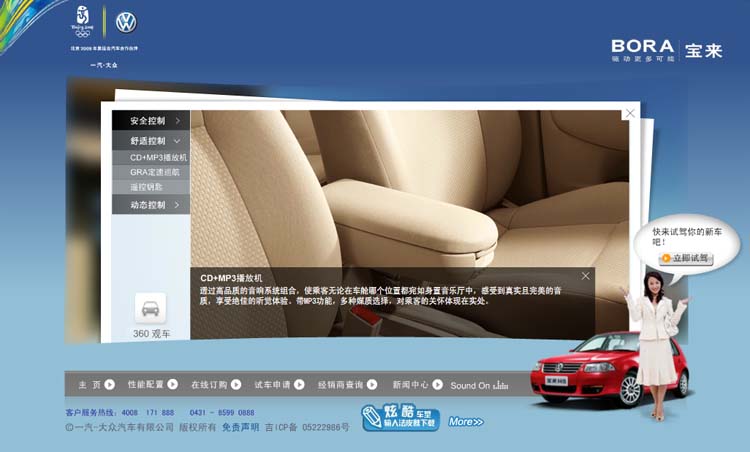 Beijing 2008
北京2008年奥运会汽车合作伙伴
一汽-大众
BORA 宝来
驱动更多可能
安全控制
舒适控制
CD+MP3播放机
GRA定速巡航
遥控钥匙
动态控制
360 观车
CD+MP3播放机
透过高品质的音响系统组合，使乘客无论在车舱哪个位置都宛如身置音乐厅中，感受到真实且完美的音
质，享受绝佳的听觉体验。带MP3功能，多种媒质选择，对乘客的关怀体现在实处。
快来试驾你的新车
吧！
立即试驾
主 页 性能配置 在线订购 试车申请 经销商查询 新闻中心 Sound On
客户服务热线: 4008 171 888 0431 - 8599 0888
©一汽-大众汽车有限公司 版权所有 免责声明 吉ICP备 05222986号
炫酷车型
输入法皮肤下载
More>>